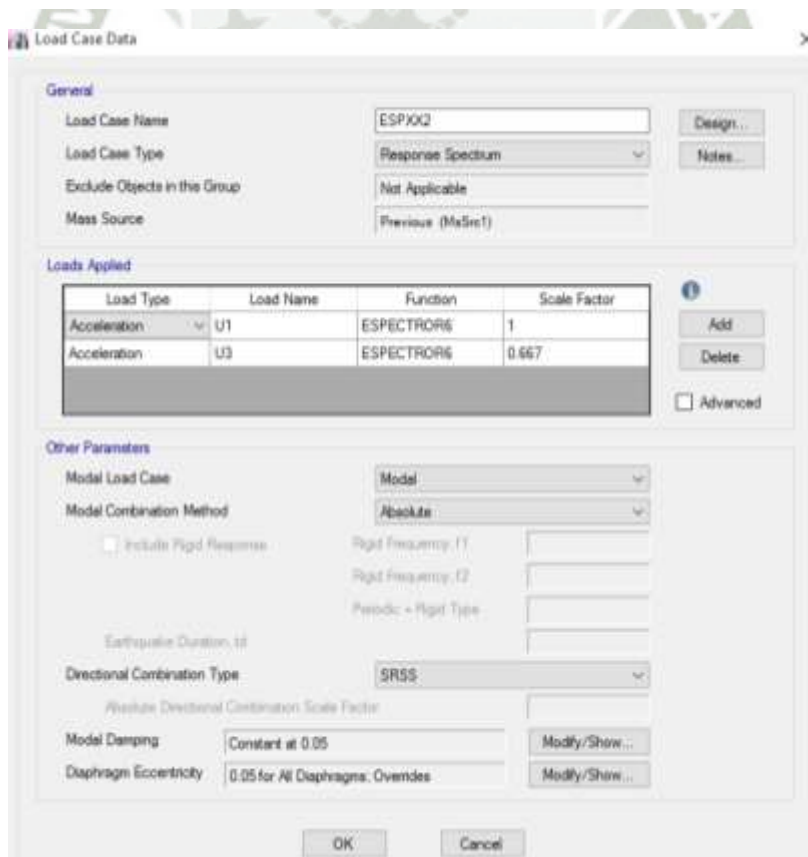 Load Case Data
General
Load Case Name ESPXX2 Design...
Load Case Type Response Spectrum Notes...
Exclude Objects in this Group Not Applicable
Mass Source Previous (MsSrc1)
Loads Applied
Load Type Load Name Function Scale Factor
Acceleration U1 ESPECTROR6 1 Add
Acceleration U3 ESPECTROR6 0.667 Delete
Advanced
Other Parameters
Modal Load Case Modal
Modal Combination Method Absolute
Include Rigid Response Rigid Frequency, f1
Rigid Frequency, f2
Periodic + Rigid Type
Earthquake Duration, td
Directional Combination Type SRSS
Absolute Directional Combination Scale Factor
Modal Damping Constant at 0.05 Modify/Show...
Diaphragm Eccentricity 0.05 for All Diaphragms; Overrides Modify/Show...
OK Cancel